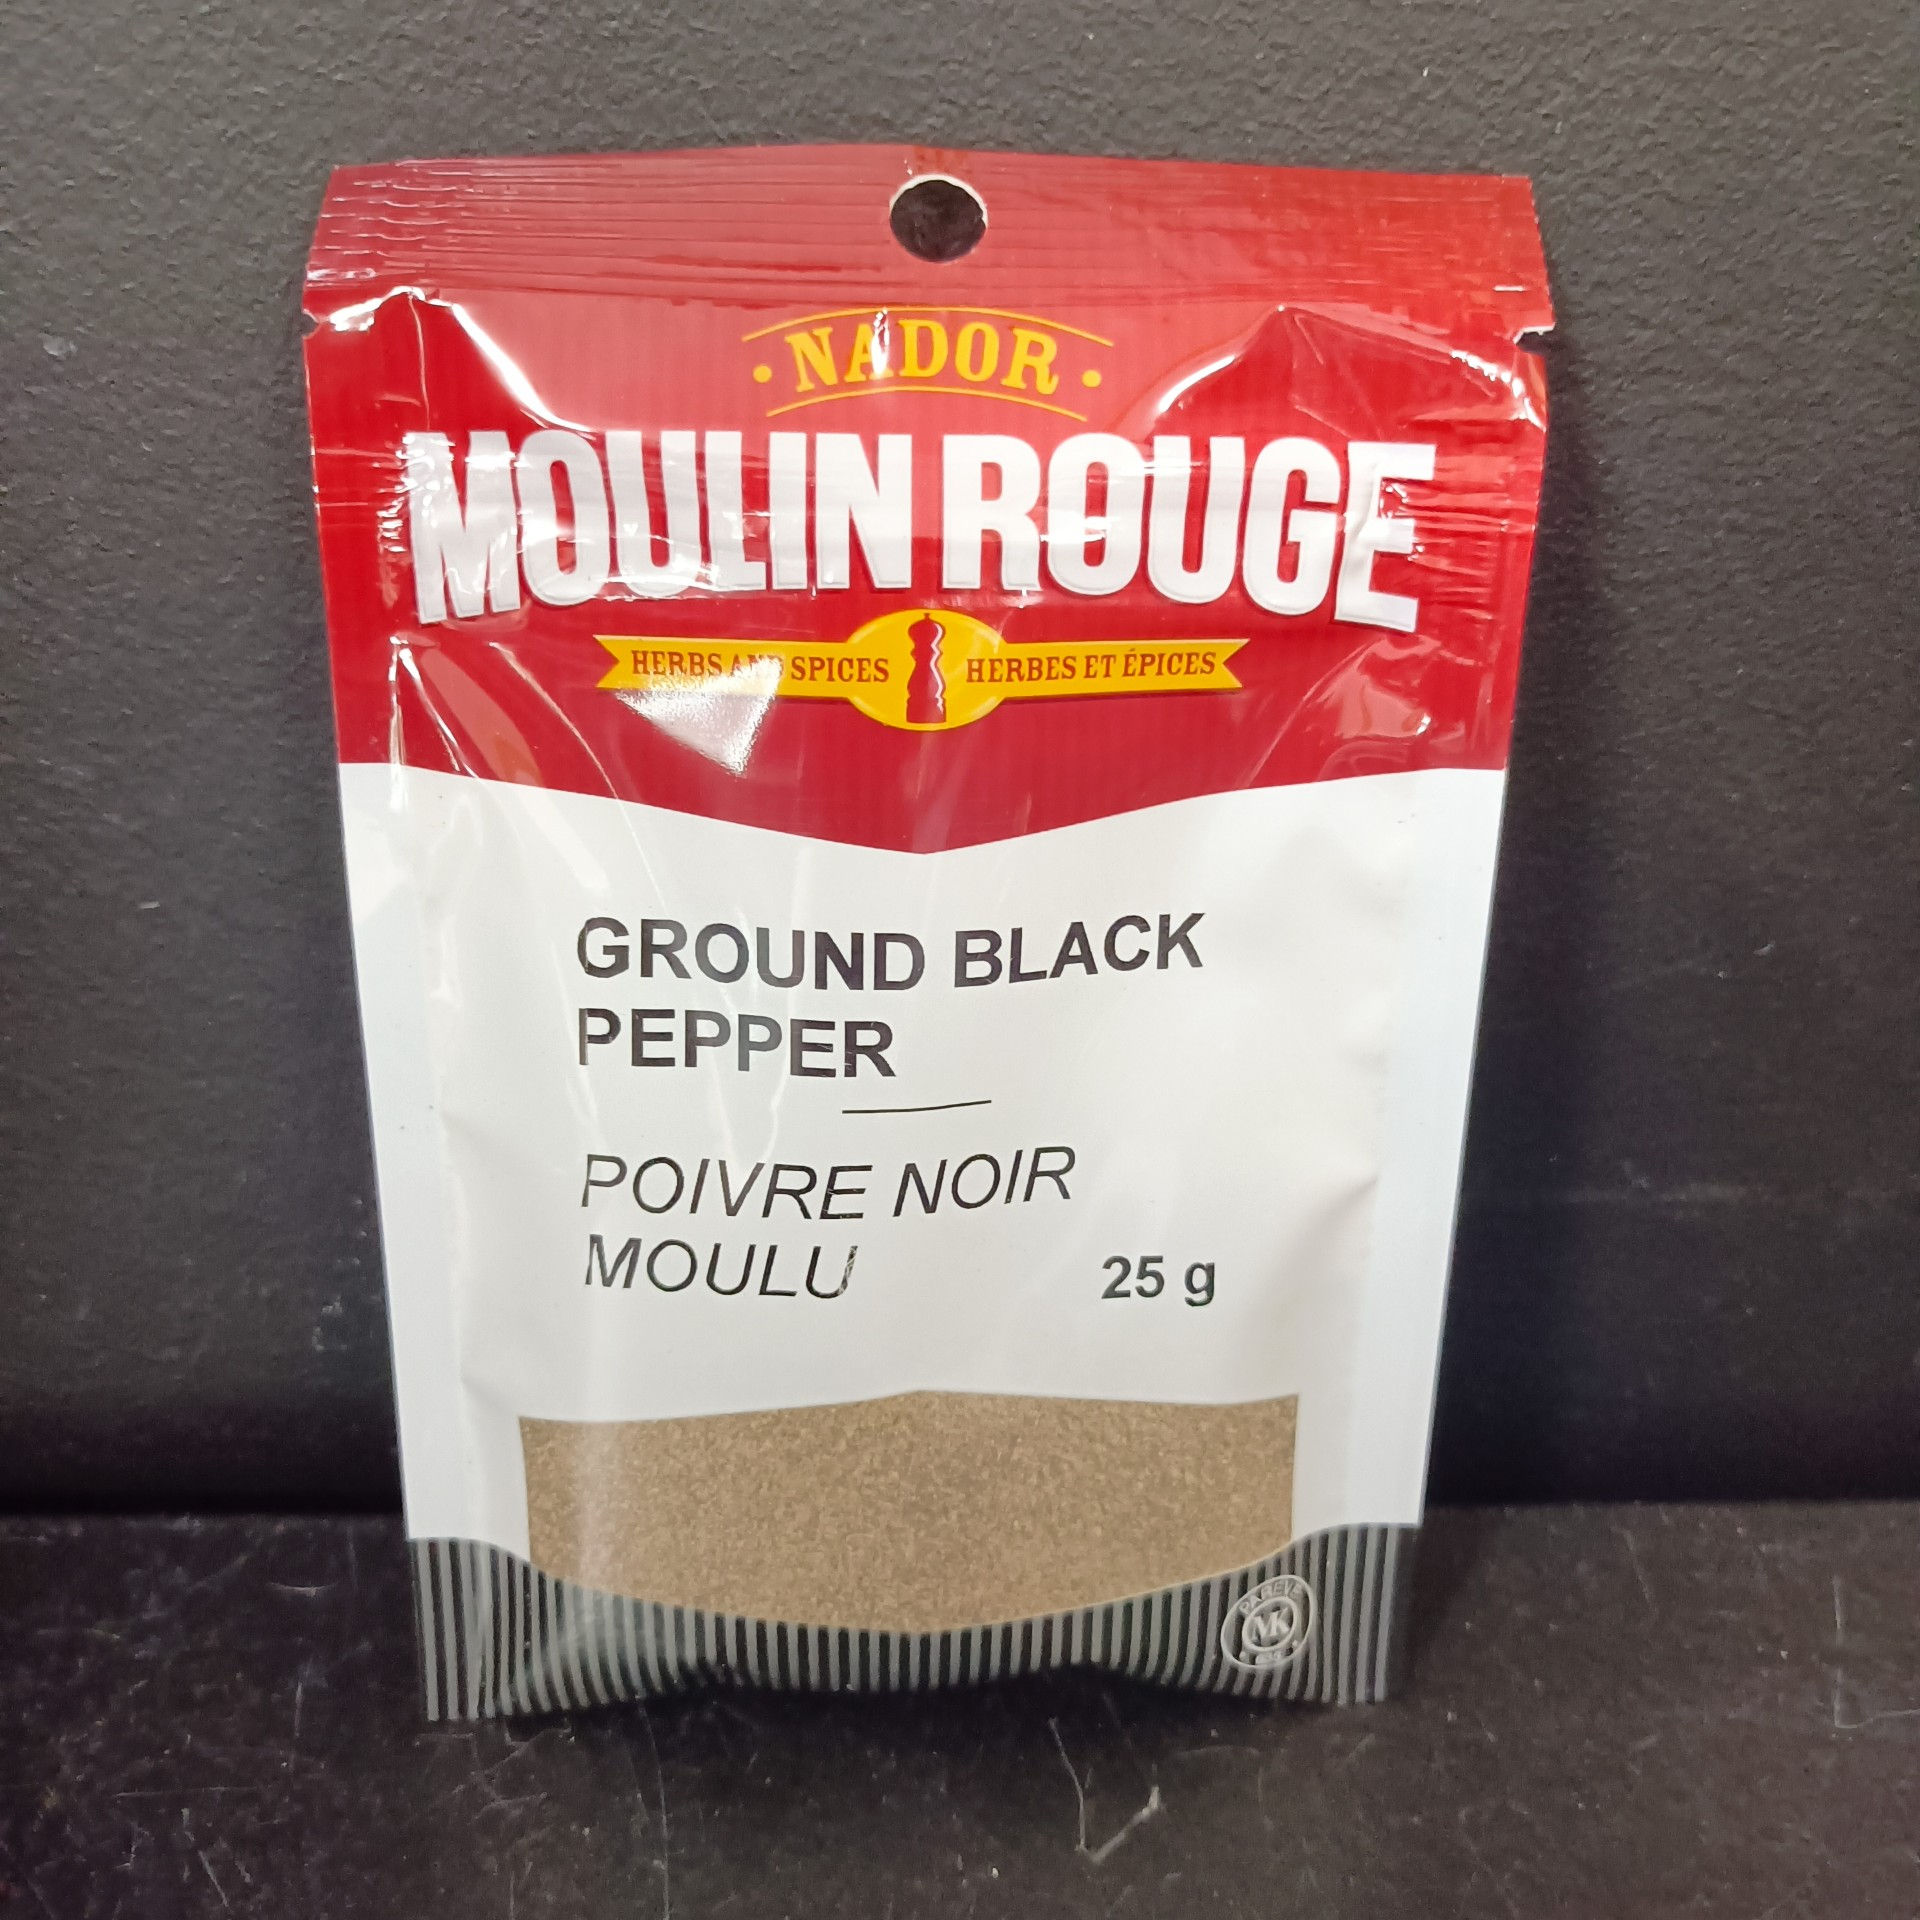 · NADOR ·
MOULIN ROUGE
HERBS AND SPICES HERBES ET ÉPICES
GROUND BLACK
PEPPER
POIVRE NOIR
MOULU
25 g
PAREVE
MK